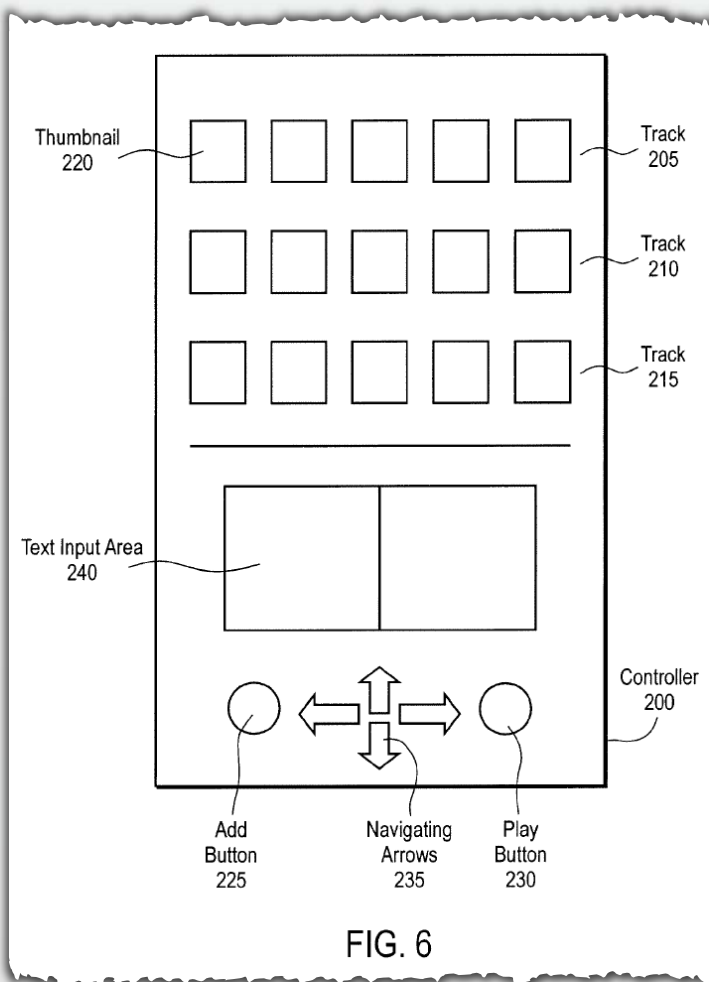 Thumbnail
220
Track
205
Track
210
Track
215
Text Input Area
240
Controller
200
Add
Button
225
Navigating
Arrows
235
Play
Button
230
FIG. 6